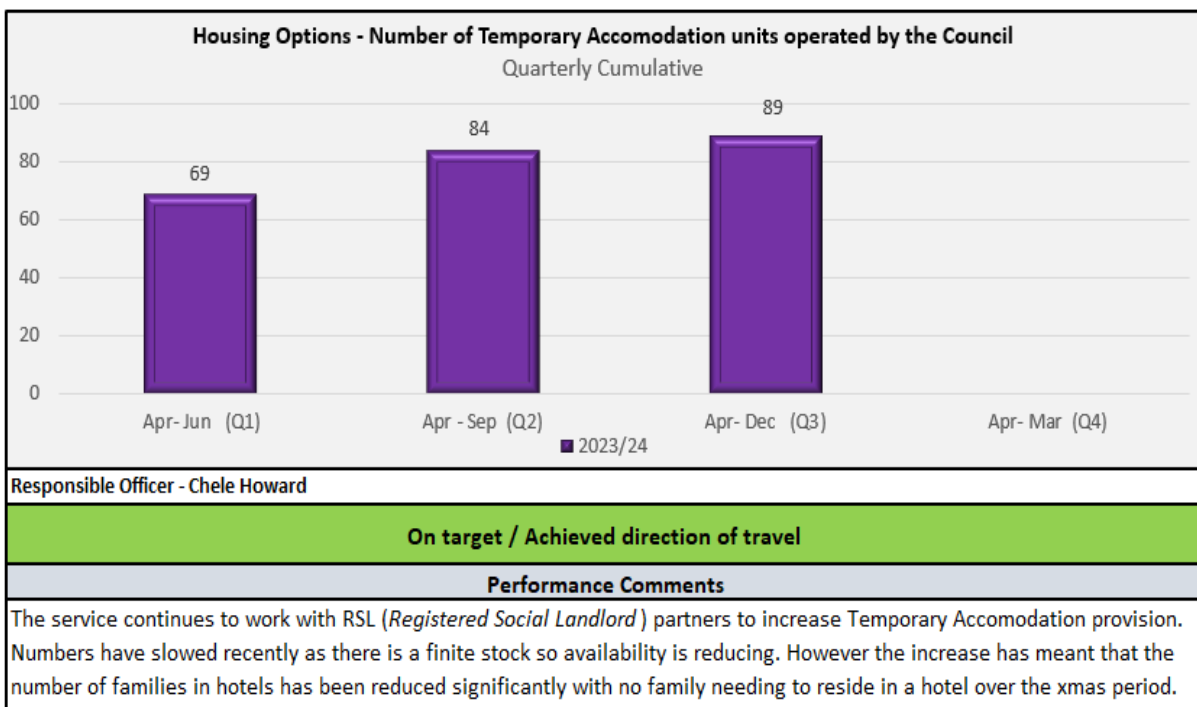 Housing Options - Number of Temporary Accomodation units operated by the Council
Quarterly Cumulative
100
80
60
40
20
0
69
84
89
Apr- Jun (Q1)
Apr - Sep (Q2)
Apr- Dec (Q3)
Apr- Mar (Q4)
2023/24
Responsible Officer - Chele Howard
On target / Achieved direction of travel
Performance Comments
The service continues to work with RSL (Registered Social Landlord ) partners to increase Temporary Accomodation provision.
Numbers have slowed recently as there is a finite stock so availability is reducing. However the increase has meant that the
number of families in hotels has been reduced significantly with no family needing to reside in a hotel over the xmas period.